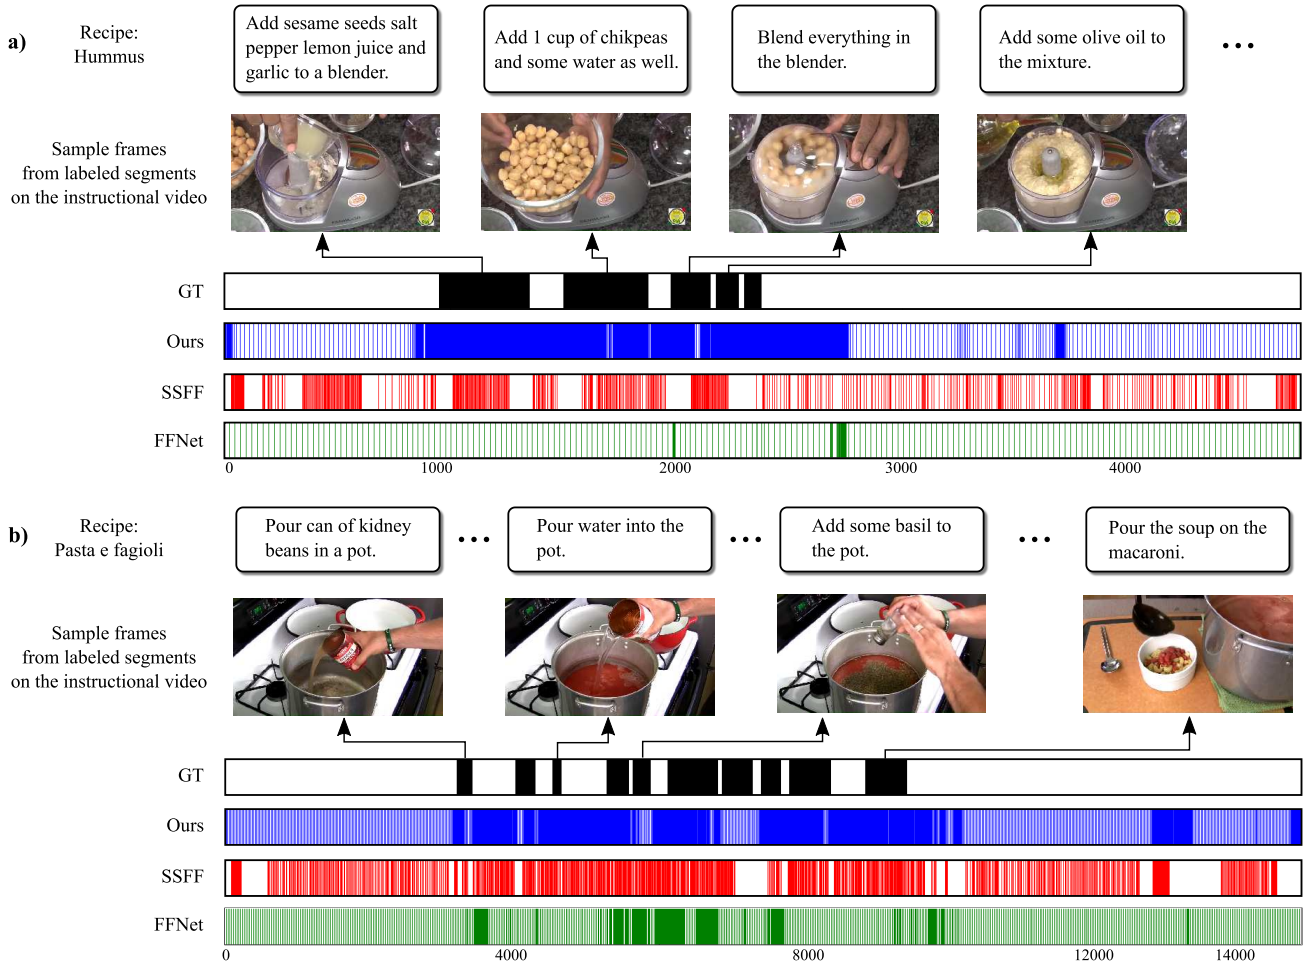 a)
Recipe:
Hummus
Add sesame seeds salt
pepper lemon juice and
garlic to a blender.
Add 1 cup of chikpeas
and some water as well.
Blend everything in
the blender.
Add some olive oil to
the mixture.
...
Sample frames
from labeled segments
on the instructional video
GT
Ours
SSFF
FFNet
0 1000 2000 3000 4000
b)
Recipe:
Pasta e fagioli
Pour can of kidney
beans in a pot.
...
Pour water into the
pot.
...
Add some basil to
the pot.
...
Pour the soup on the
macaroni.
Sample frames
from labeled segments
on the instructional video
GT
Ours
SSFF
FFNet
0 4000 8000 12000 14000